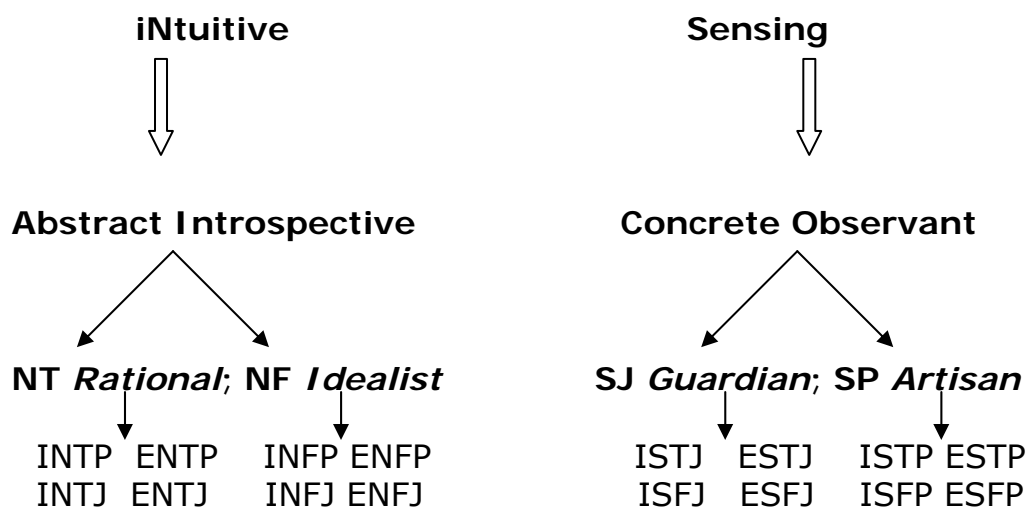 iNtuitive Sensing
Abstract Introspective Concrete Observant
NT Rational; NF Idealist SJ Guardian; SP Artisan
INTP ENTP INFP ENFP ISTJ ESTJ ISTP ESTP
INTJ ENTJ INFJ ENFJ ISFJ ESFJ ISFP ESFP